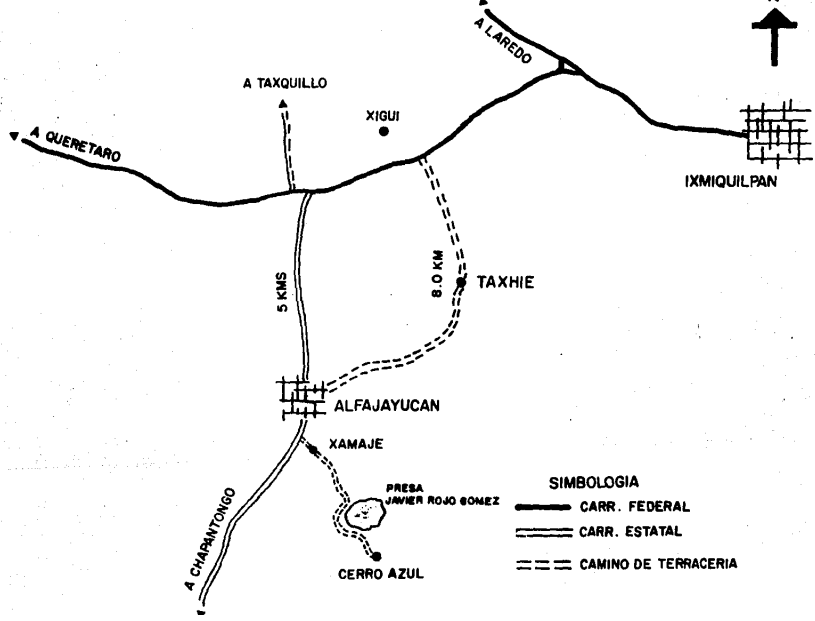 A LAREDO
A TAXQUILLO
XIGUI
A QUERETARO
IXMIQUILPAN
8.0 KM
5 KMS
TAXHIE
ALFAJAYUCAN
XAMAJE
PRESA
JAVIER ROJO GOMEZ
CERRO AZUL
A CHAPANTONGO
SIMBOLOGIA
CARR. FEDERAL
CARR. ESTATAL
CAMINO DE TERRACERIA